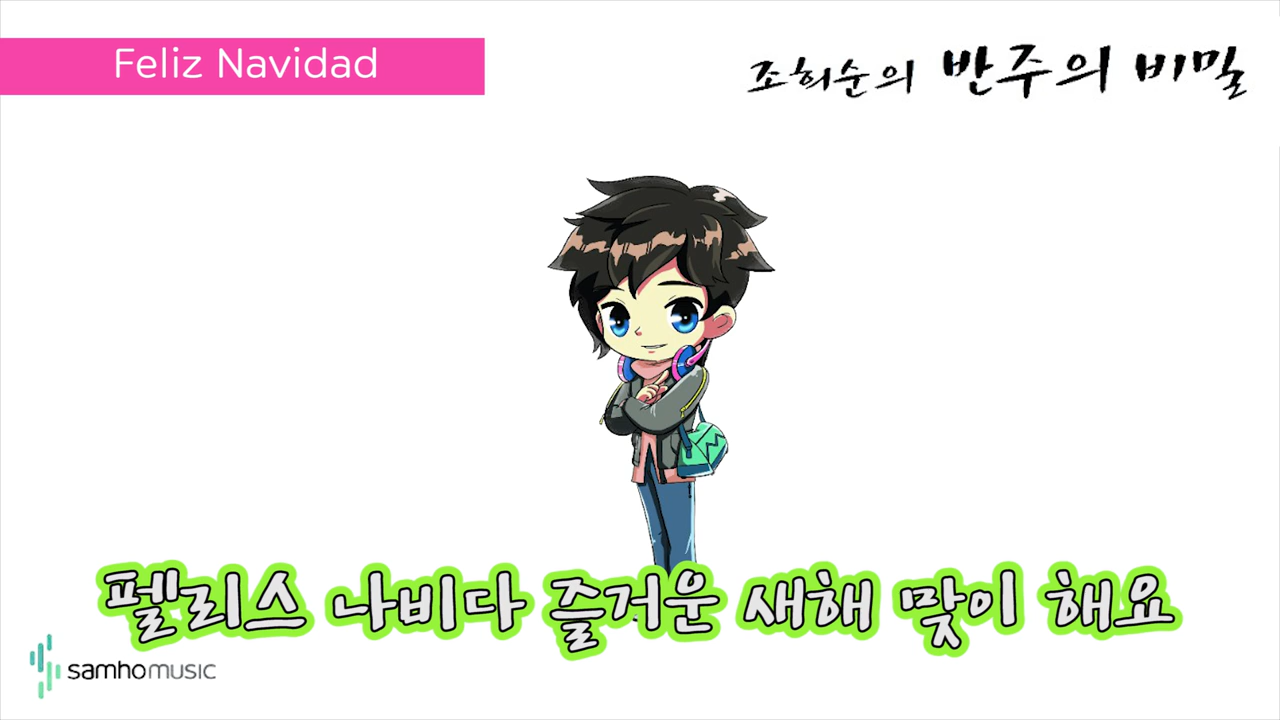 Feliz Navidad
조희순의 반주의 비밀
펠리스 나비다 즐거운 새해 맞이 해요
samhomusic